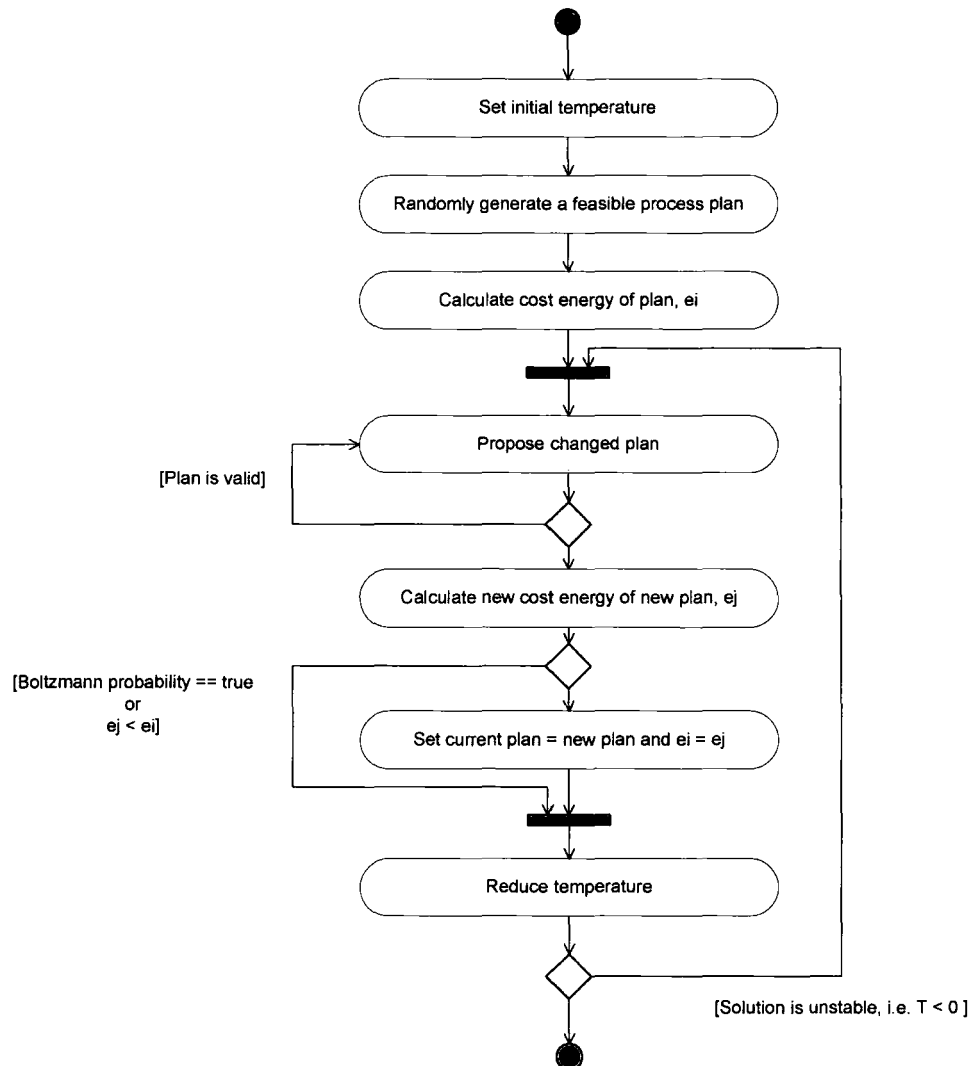 Set initial temperature
Randomly generate a feasible process plan
Calculate cost energy of plan, ei
Propose changed plan
[Plan is valid]
Calculate new cost energy of new plan, ej
[Boltzmann probability == true
or
ej < ei]
Set current plan = new plan and ei = ej
Reduce temperature
[Solution is unstable, i.e. T < 0 ]